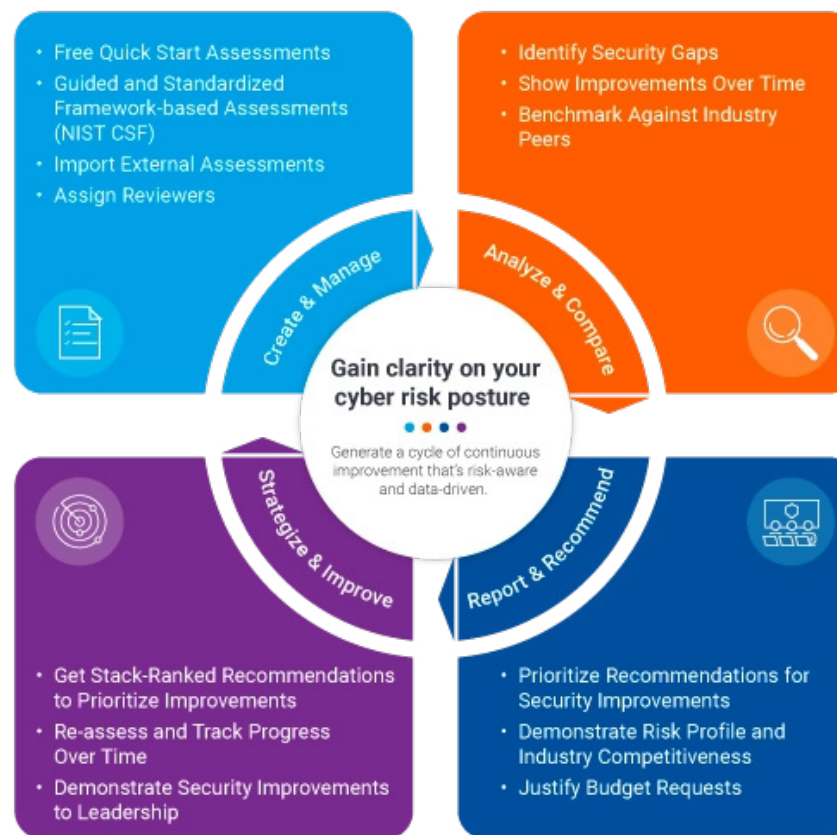 • Free Quick Start Assessments
• Guided and Standardized
Framework-based Assessments
(NIST CSF)
• Import External Assessments
• Assign Reviewers
Create & Manage
• Identify Security Gaps
• Show Improvements Over Time
• Benchmark Against Industry
Peers
Analyze & Compare
Gain clarity on your
cyber risk posture
Generate a cycle of continuous
improvement that's risk-aware
and data-driven.
Strategize & Improve
• Get Stack-Ranked Recommendations
to Prioritize Improvements
• Re-assess and Track Progress
Over Time
• Demonstrate Security Improvements
to Leadership
Report & Recommend
• Prioritize Recommendations for
Security Improvements
• Demonstrate Risk Profile and
Industry Competitiveness
• Justify Budget Requests